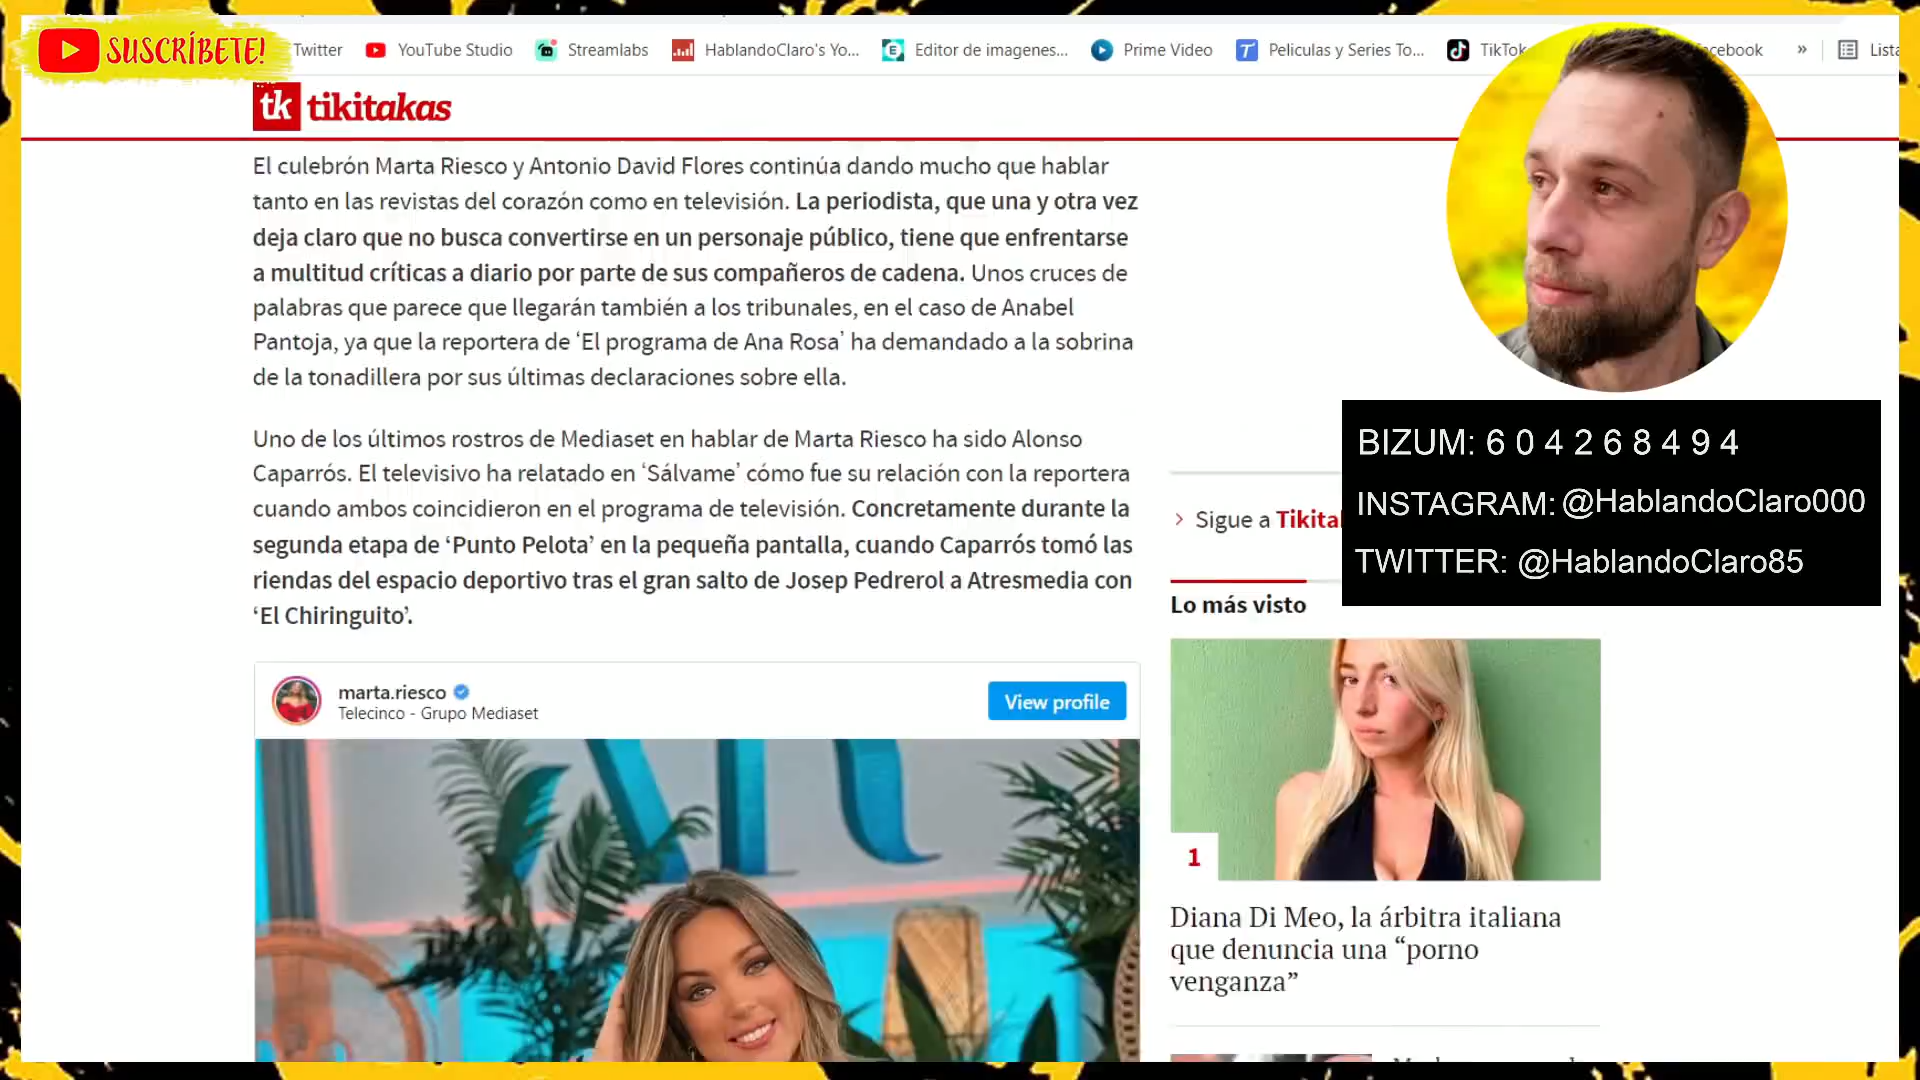 SUSCRÍBETE!
Twitter
YouTube Studio
Streamlabs
HablandoClaro's Yo...
Editor de imagenes...
Prime Video
Peliculas y Series To...
TikTok
»
tk tikitakas
El culebrón Marta Riesco y Antonio David Flores continúa dando mucho que hablar
tanto en las revistas del corazón como en televisión. La periodista, que una y otra vez
deja claro que no busca convertirse en un personaje público, tiene que enfrentarse
a multitud críticas a diario por parte de sus compañeros de cadena. Unos cruces de
palabras que parece que llegarán también a los tribunales, en el caso de Anabel
Pantoja, ya que la reportera de ‘El programa de Ana Rosa’ ha demandado a la sobrina
de la tonadillera por sus últimas declaraciones sobre ella.
Uno de los últimos rostros de Mediaset en hablar de Marta Riesco ha sido Alonso
Caparrós. El televisivo ha relatado en ‘Sálvame’ cómo fue su relación con la reportera
cuando ambos coincidieron en el programa de televisión. Concretamente durante la
segunda etapa de ‘Punto Pelota’ en la pequeña pantalla, cuando Caparrós tomó las
riendas del espacio deportivo tras el gran salto de Josep Pedrerol a Atresmedia con
‘El Chiringuito’.
marta.riesco
Telecinco - Grupo Mediaset
View profile
BIZUM: 6 0 4 2 6 8 4 9 4
INSTAGRAM: @HablandoClaro000
TWITTER: @HablandoClaro85
Sigue a
Lo más visto
1
Diana Di Meo, la árbitra italiana
que denuncia una “porno
venganza”